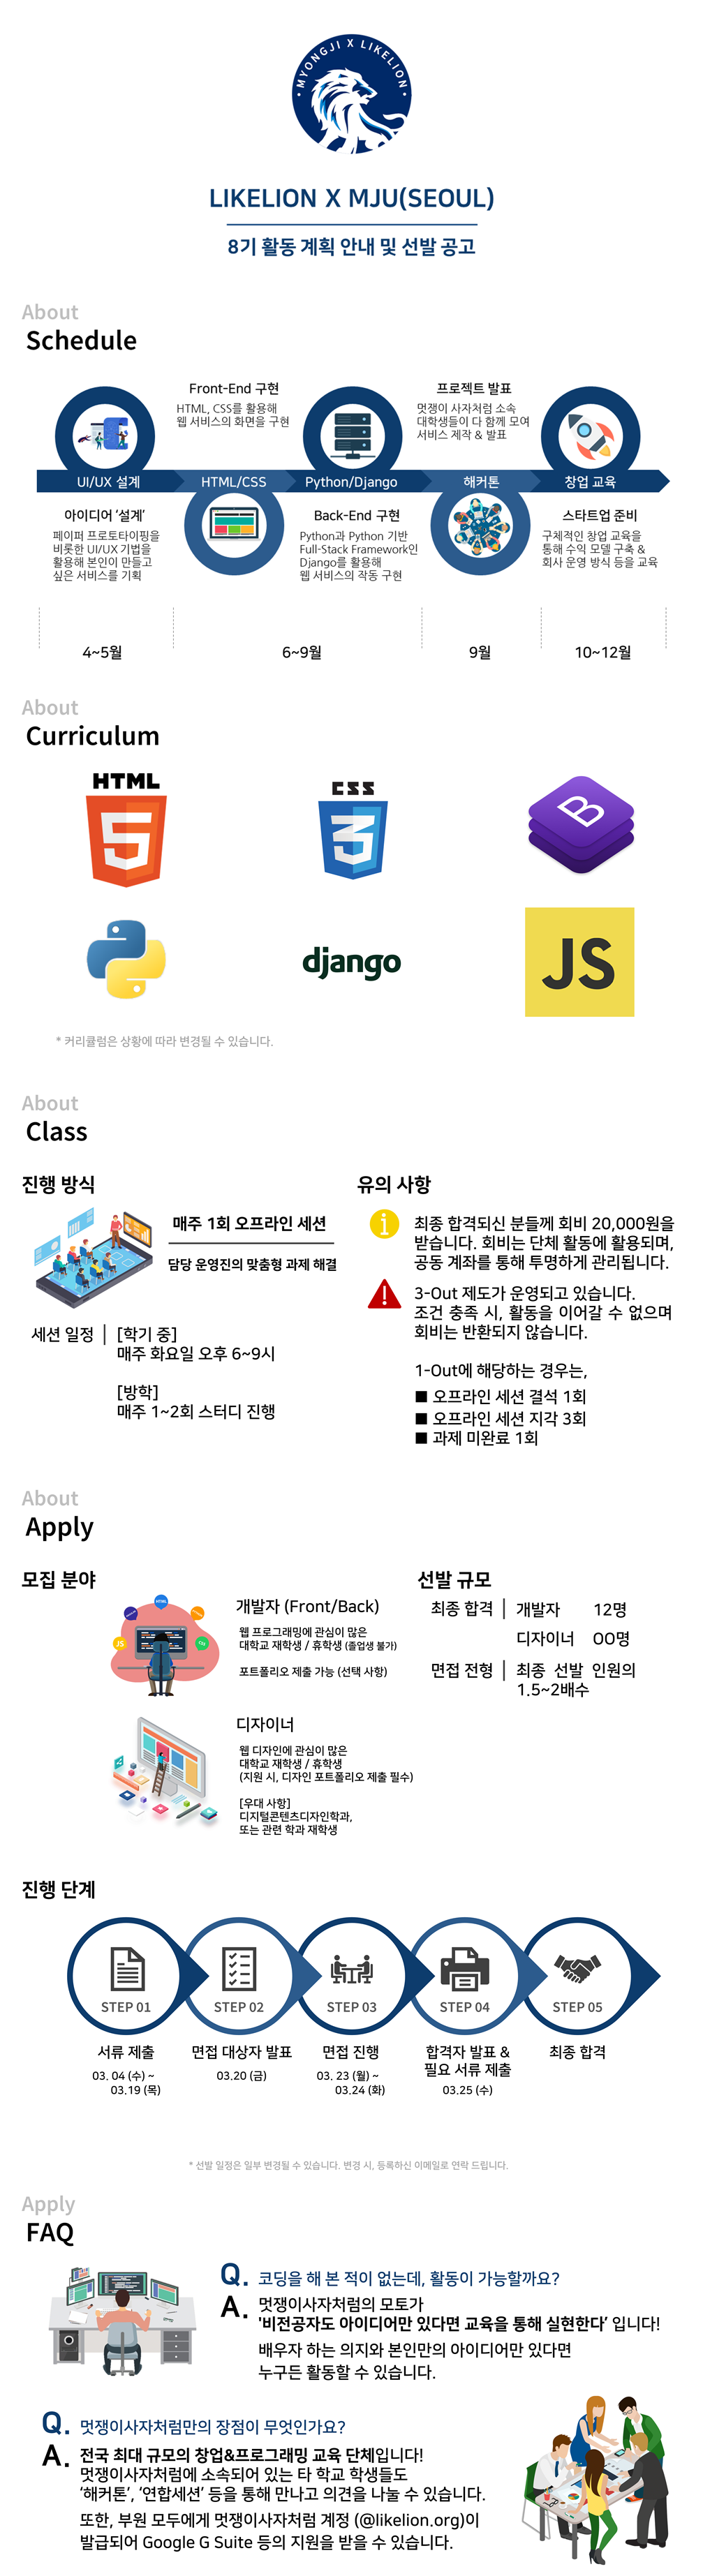 MYONGJI X LIKELION
LIKELION X MJU(SEOUL)
8기 활동 계획 안내 및 선발 공고
About
Schedule
Front-End 구현
HTML, CSS를 활용해
웹 서비스의 화면을 구현
프로젝트 발표
멋쟁이 사자처럼 소속
대학생들이 다 함께 모여
서비스 제작 & 발표
UI/UX 설계
HTML/CSS
Python/Django
해커톤
창업 교육
아이디어 ‘설계’
페이퍼 프로토타이핑을
비롯한 UI/UX 기법을
활용해 본인이 만들고
싶은 서비스를 기획
Back-End 구현
Python과 Python 기반
Full-Stack Framework인
Django를 활용해
웹 서비스의 작동 구현
스타트업 준비
구체적인 창업 교육을
통해 수익 모델 구축 &
회사 운영 방식 등을 교육
4~5월
6~9월
9월
10~12월
About
Curriculum
HTML
5
CSS
3
B
django
JS
* 커리큘럼은 상황에 따라 변경될 수 있습니다.
About
Class
진행 방식
매주 1회 오프라인 세션
담당 운영진의 맞춤형 과제 해결
세션 일정
[학기 중]
매주 화요일 오후 6~9시
[방학]
매주 1~2회 스터디 진행
유의 사항
최종 합격되신 분들께 회비 20,000원을
받습니다. 회비는 단체 활동에 활용되며,
공동 계좌를 통해 투명하게 관리됩니다.
3-Out 제도가 운영되고 있습니다.
조건 충족 시, 활동을 이어갈 수 없으며
회비는 반환되지 않습니다.
1-Out에 해당하는 경우는,
■ 오프라인 세션 결석 1회
■ 오프라인 세션 지각 3회
■ 과제 미완료 1회
About
Apply
모집 분야
HTML
JS
CSS
개발자 (Front/Back)
웹 프로그래밍에 관심이 많은
대학교 재학생 / 휴학생 (졸업생 불가)
포트폴리오 제출 가능 (선택 사항)
디자이너
웹 디자인에 관심이 많은
대학교 재학생 / 휴학생
(지원 시, 디자인 포트폴리오 제출 필수)
[우대 사항]
디지털콘텐츠디자인학과,
또는 관련 학과 재학생
선발 규모
최종 합격
개발자 12명
디자이너 OO명
면접 전형
최종 선발 인원의
1.5~2배수
진행 단계
STEP 01
STEP 02
STEP 03
STEP 04
STEP 05
서류 제출
03. 04 (수) ~
03.19 (목)
면접 대상자 발표
03.20 (금)
면접 진행
03. 23 (월) ~
03.24 (화)
합격자 발표 &
필요 서류 제출
03.25 (수)
최종 합격
* 선발 일정은 일부 변경될 수 있습니다. 변경 시, 등록하신 이메일로 연락 드립니다.
Apply
FAQ
Q. 코딩을 해 본 적이 없는데, 활동이 가능할까요?
A. 멋쟁이사자처럼의 모토가
'비전공자도 아이디어만 있다면 교육을 통해 실현한다’ 입니다!
배우자 하는 의지와 본인만의 아이디어만 있다면
누구든 활동할 수 있습니다.
Q. 멋쟁이사자처럼만의 장점이 무엇인가요?
A. 전국 최대 규모의 창업&프로그래밍 교육 단체입니다!
멋쟁이사자처럼에 소속되어 있는 타 학교 학생들도
‘해커톤’, ‘연합세션’ 등을 통해 만나고 의견을 나눌 수 있습니다.
또한, 부원 모두에게 멋쟁이사자처럼 계정 (@likelion.org)이
발급되어 Google G Suite 등의 지원을 받을 수 있습니다.